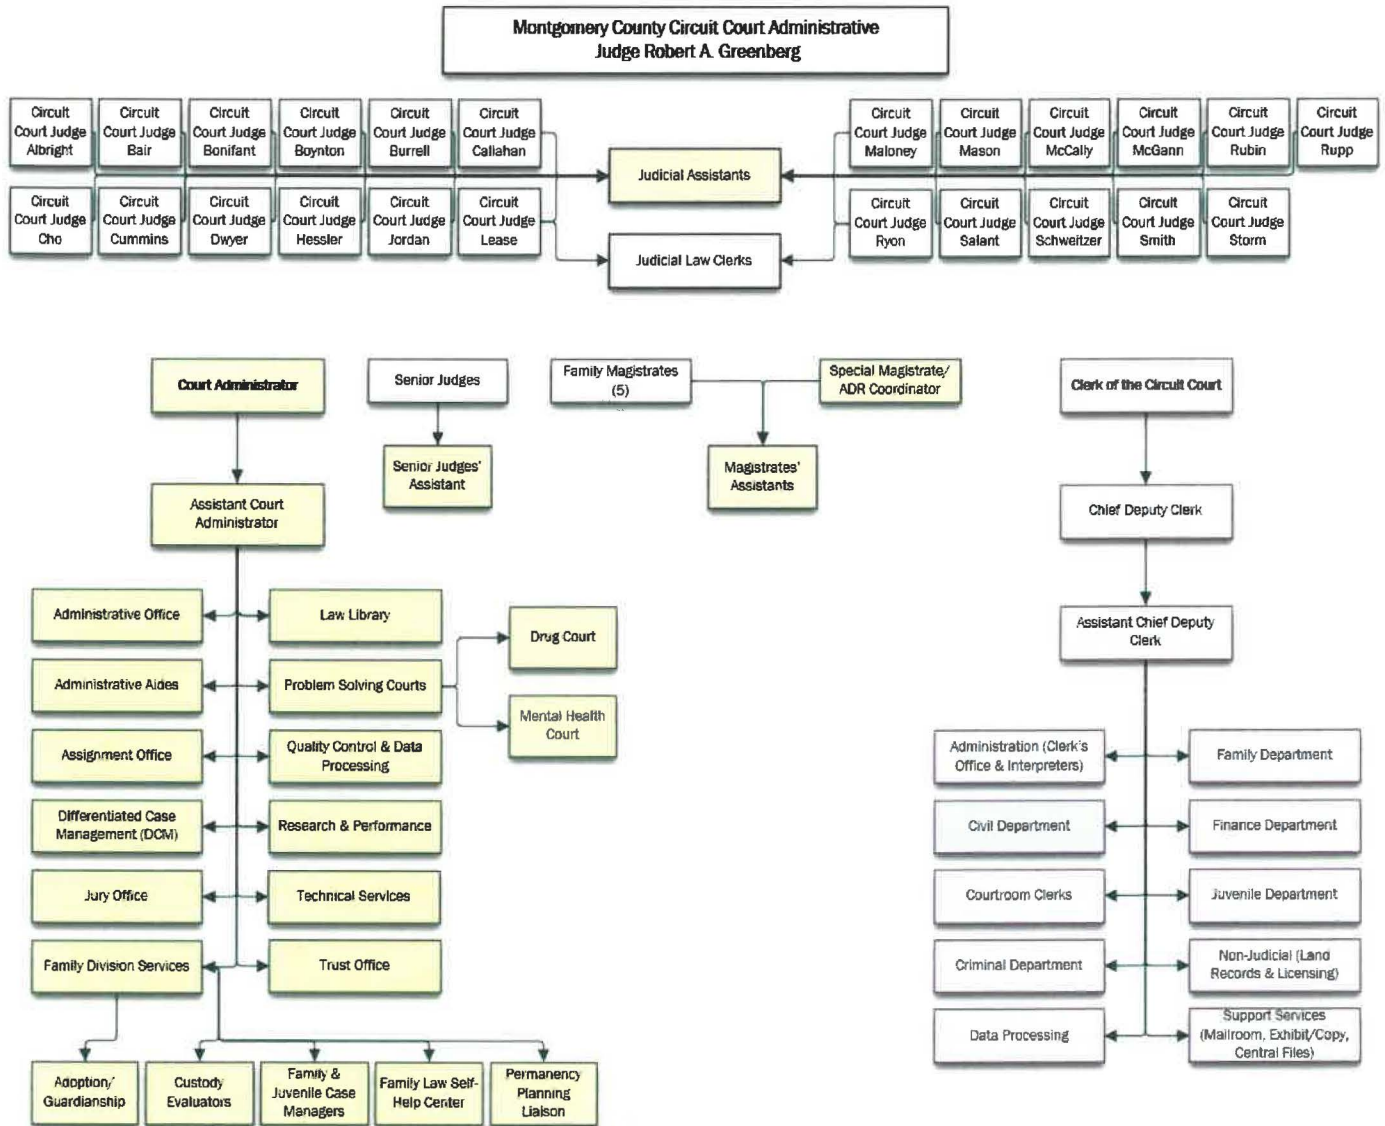 Montgomery County Circuit Court Administrative
Judge Robert A. Greenberg
Circuit
Court Judge
Albright
Circuit
Court Judge
Bair
Circuit
Court Judge
Bonifant
Circuit
Court Judge
Boynton
Circuit
Court Judge
Burrell
Circuit
Court Judge
Callahan
Circuit
Court Judge
Maloney
Circuit
Court Judge
Mason
Circuit
Court Judge
McCally
Circuit
Court Judge
McGann
Circuit
Court Judge
Rubin
Circuit
Court Judge
Rupp
Judicial Assistants
Circuit
Court Judge
Cho
Circuit
Court Judge
Cummins
Circuit
Court Judge
Dwyer
Circuit
Court Judge
Hessler
Circuit
Court Judge
Jordan
Circuit
Court Judge
Lease
Circuit
Court Judge
Ryon
Circuit
Court Judge
Salant
Circuit
Court Judge
Schweitzer
Circuit
Court Judge
Smith
Circuit
Court Judge
Storm
Judicial Law Clerks
Court Administrator
Senior Judges
Family Magistrates
(5)
Special Magistrate/
ADR Coordinator
Clerk of the Circuit Court
Senior Judges'
Assistant
Magistrates'
Assistants
Assistant Court
Administrator
Chief Deputy Clerk
Administrative Office
Law Library
Drug Court
Assistant Chief Deputy
Clerk
Administrative Aides
Problem Solving Courts
Mental Health
Court
Assignment Office
Quality Control & Data
Processing
Administration (Clerk's
Office & Interpreters)
Family Department
Differentiated Case
Management (DCM)
Research & Performance
Civil Department
Finance Department
Jury Office
Technical Services
Courtroom Clerks
Juvenile Department
Family Division Services
Trust Office
Criminal Department
Non-Judicial (Land
Records & Licensing)
Data Processing
Support Services
(Mailroom, Exhibit/Copy,
Central Files)
Adoption/
Guardianship
Custody
Evaluators
Family &
Juvenile Case
Managers
Family Law Self-
Help Center
Permanency
Planning
Liaison